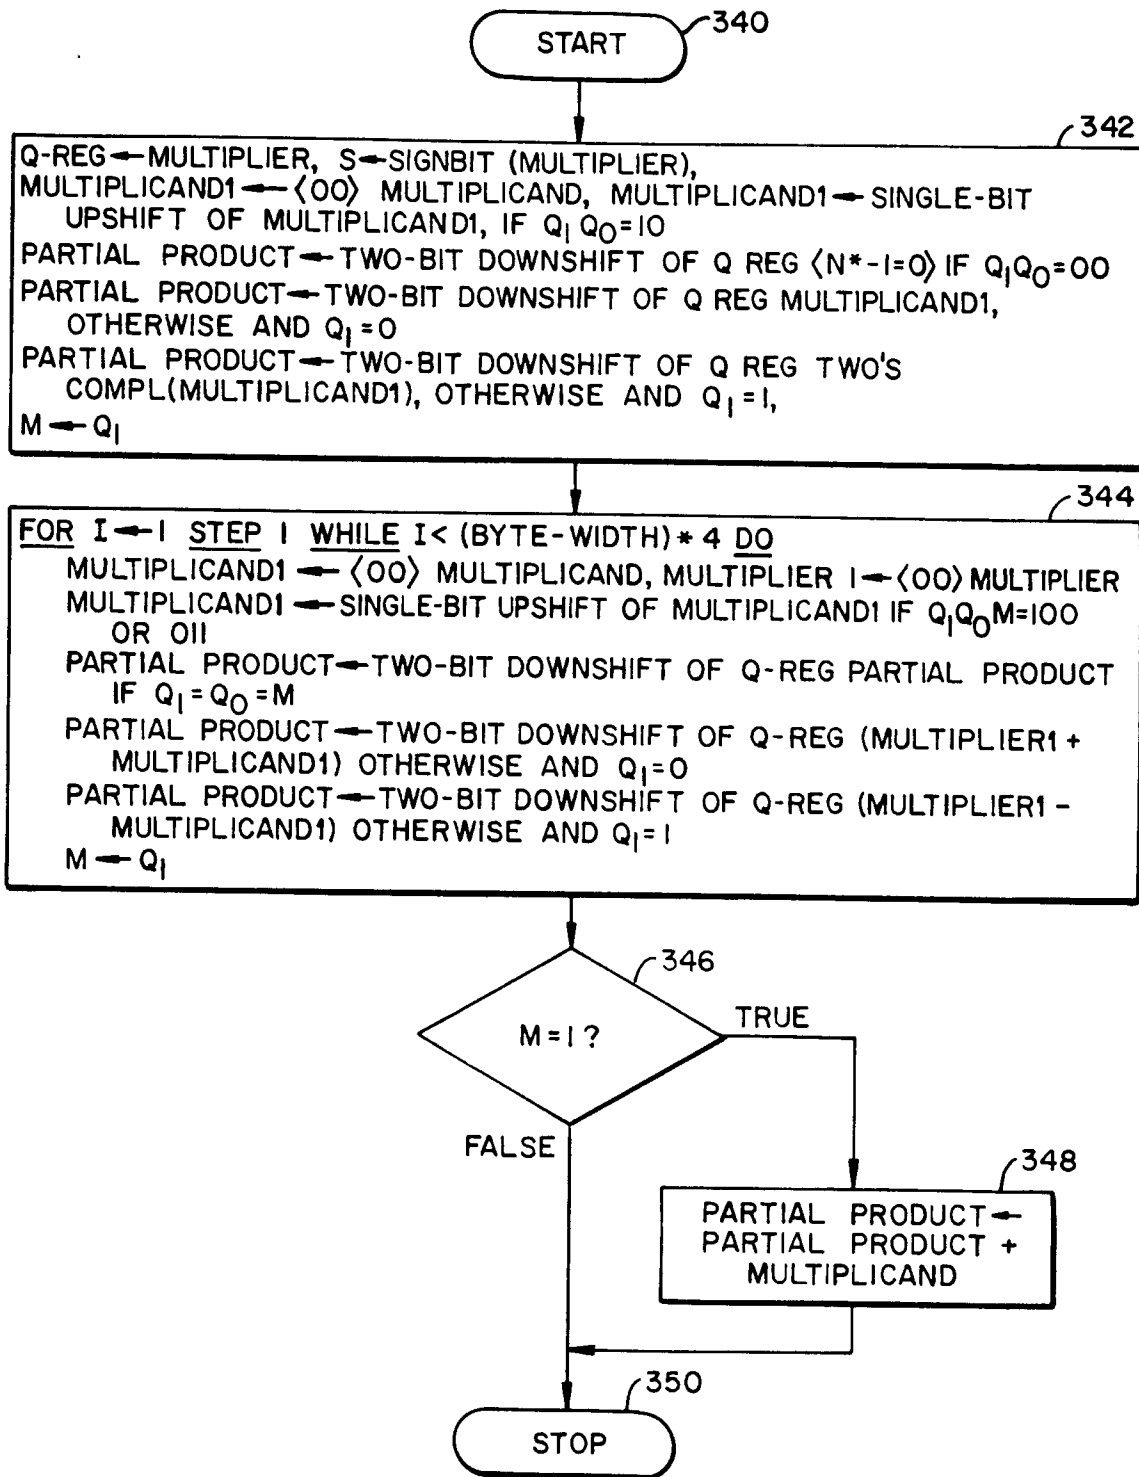 START
340
342
Q-REG←MULTIPLIER, S←SIGNBIT (MULTIPLIER),
MULTIPLICAND1←⟨00⟩ MULTIPLICAND, MULTIPLICAND1←SINGLE-BIT
UPSHIFT OF MULTIPLICAND1, IF Q₁Q₀=10
PARTIAL PRODUCT←TWO-BIT DOWNSHIFT OF Q REG ⟨N*-1=0⟩ IF Q₁Q₀=00
PARTIAL PRODUCT←TWO-BIT DOWNSHIFT OF Q REG MULTIPLICAND1,
OTHERWISE AND Q₁=0
PARTIAL PRODUCT←TWO-BIT DOWNSHIFT OF Q REG TWO'S
COMPL(MULTIPLICAND1), OTHERWISE AND Q₁=1,
M←Q₁
344
FOR I←1 STEP 1 WHILE I<(BYTE-WIDTH)*4 DO
MULTIPLICAND1←⟨00⟩ MULTIPLICAND, MULTIPLIER 1←⟨00⟩MULTIPLIER
MULTIPLICAND1←SINGLE-BIT UPSHIFT OF MULTIPLICAND1 IF Q₁Q₀M=100
OR 011
PARTIAL PRODUCT←TWO-BIT DOWNSHIFT OF Q-REG PARTIAL PRODUCT
IF Q₁=Q₀=M
PARTIAL PRODUCT←TWO-BIT DOWNSHIFT OF Q-REG (MULTIPLIER1+
MULTIPLICAND1) OTHERWISE AND Q₁=0
PARTIAL PRODUCT←TWO-BIT DOWNSHIFT OF Q-REG (MULTIPLIER1-
MULTIPLICAND1) OTHERWISE AND Q₁=1
M←Q₁
346
M=1?
TRUE
FALSE
348
PARTIAL PRODUCT←
PARTIAL PRODUCT +
MULTIPLICAND
350
STOP